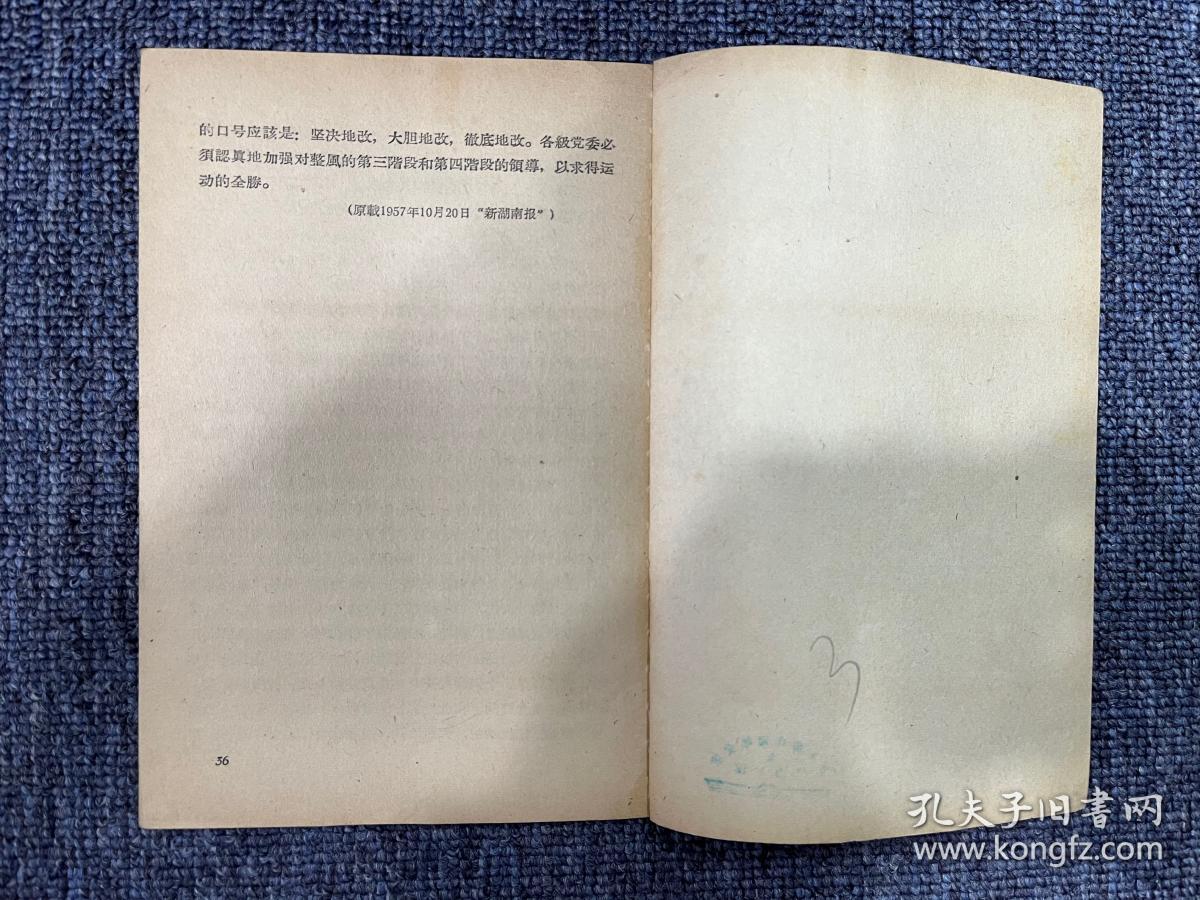 的口号应該是：坚决地改，大胆地改，徹底地改。各級党委必
須認眞地加强对整風的第三階段和第四階段的領導，以求得运
动的全勝。
（原載1957年10月20日“新湖南报”）
36
3
孔夫子旧書网
www.kongfz.com